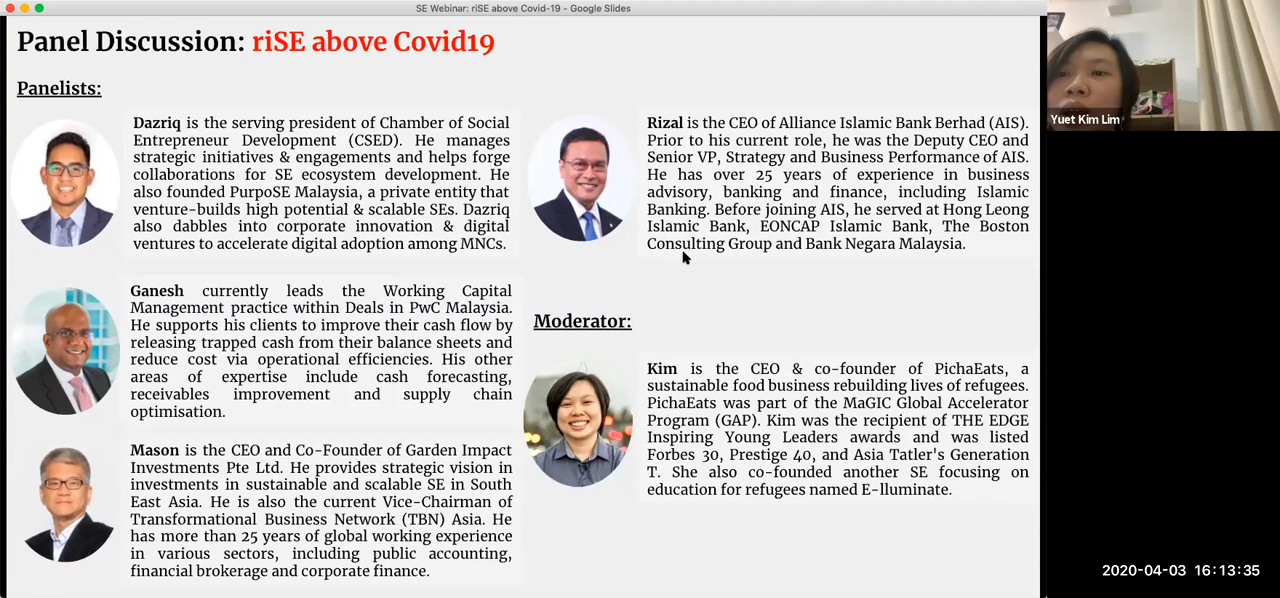 SE Webinar: riSE above Covid-19 - Google Slides
Panel Discussion: riSE above Covid19
Panelists:
Dazriq is the serving president of Chamber of Social
Entrepreneur Development (CSED). He manages
strategic initiatives & engagements and helps forge
collaborations for SE ecosystem development. He
also founded PurpoSE Malaysia, a private entity that
venture-builds high potential & scalable SEs. Dazriq
also dabbles into corporate innovation & digital
ventures to accelerate digital adoption among MNCs.
Ganesh currently leads the Working Capital
Management practice within Deals in PwC Malaysia.
He supports his clients to improve their cash flow by
releasing trapped cash from their balance sheets and
reduce cost via operational efficiencies. His other
areas of expertise include cash forecasting,
receivables improvement and supply chain
optimisation.
Mason is the CEO and Co-Founder of Garden Impact
Investments Pte Ltd. He provides strategic vision in
investments in sustainable and scalable SE in South
East Asia. He is also the current Vice-Chairman of
Transformational Business Network (TBN) Asia. He
has more than 25 years of global working experience
in various sectors, including public accounting,
financial brokerage and corporate finance.
Rizal is the CEO of Alliance Islamic Bank Berhad (AIS).
Prior to his current role, he was the Deputy CEO and
Senior VP, Strategy and Business Performance of AIS.
He has over 25 years of experience in business
advisory, banking and finance, including Islamic
Banking. Before joining AIS, he served at Hong Leong
Islamic Bank, EONCAP Islamic Bank, The Boston
Consulting Group and Bank Negara Malaysia.
Moderator:
Kim is the CEO & co-founder of PichaEats, a
sustainable food business rebuilding lives of refugees.
PichaEats was part of the MaGIC Global Accelerator
Program (GAP). Kim was the recipient of THE EDGE
Inspiring Young Leaders awards and was listed
Forbes 30, Prestige 40, and Asia Tatler's Generation
T. She also co-founded another SE focusing on
education for refugees named E-lluminate.
Yuet Kim Lim
2020-04-03 16:13:35